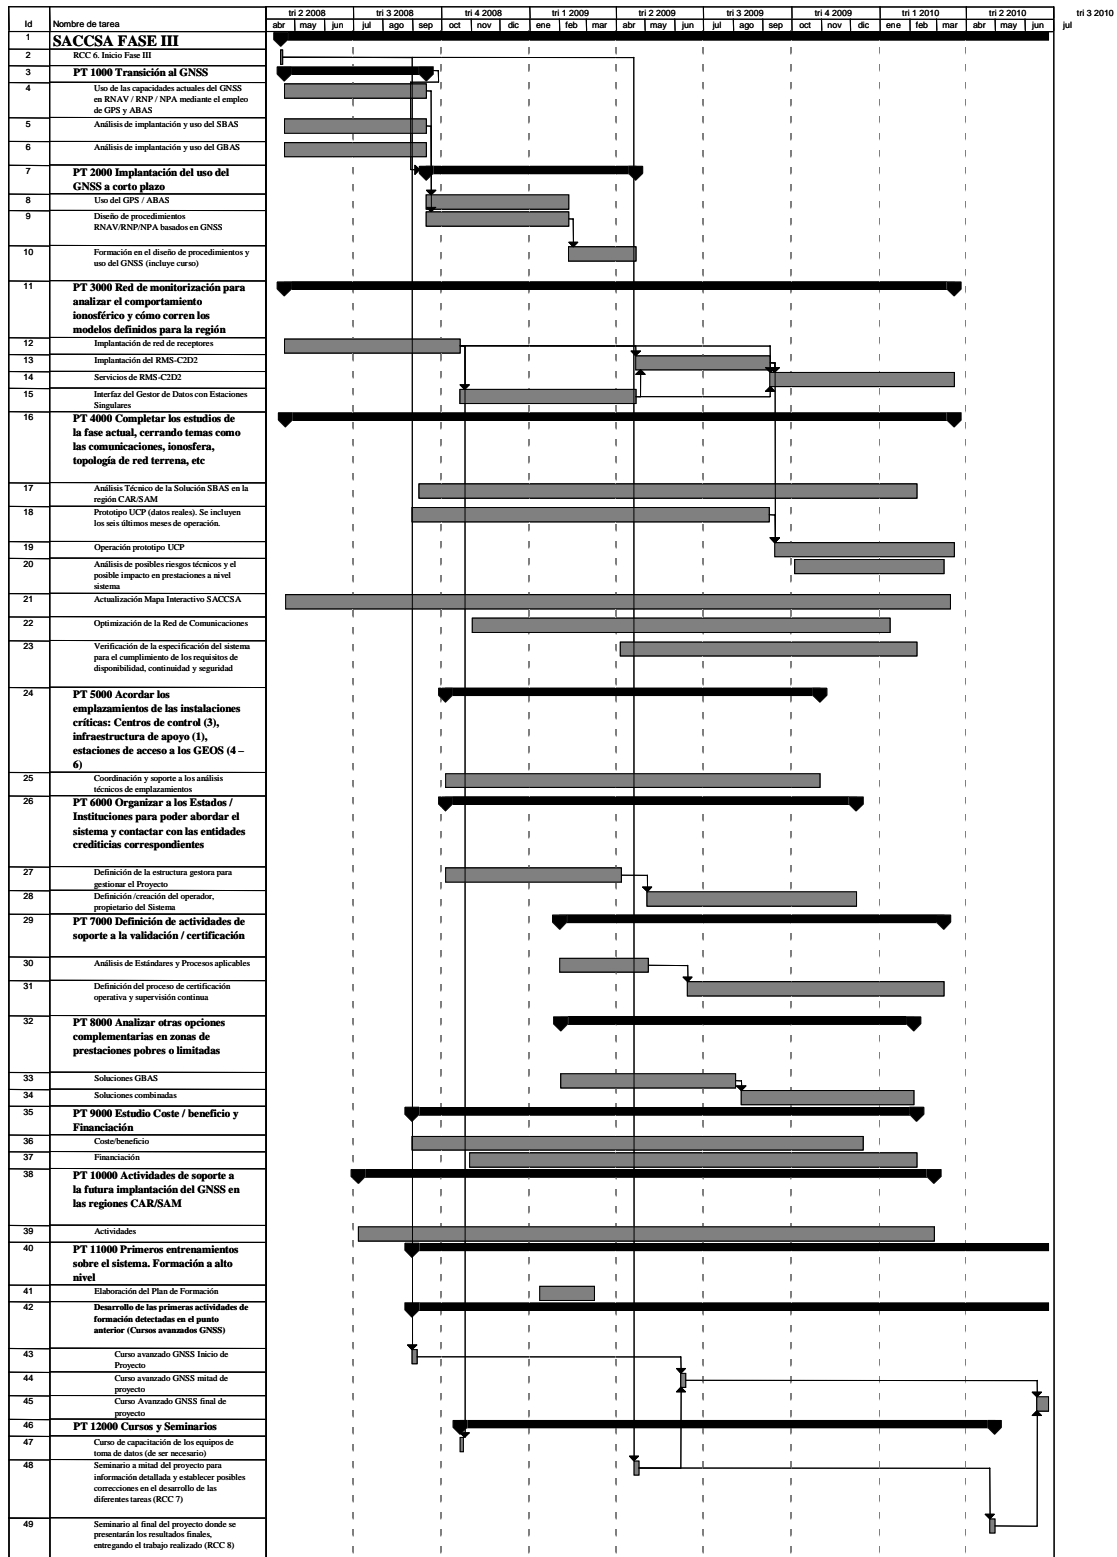 tri 2 2008 tri 3 2008 tri 4 2008 tri 1 2009 tri 2 2009 tri 3 2009 tri 4 2009 tri 1 2010 tri 2 2010 tri 3 2010
Id Nombre de tarea abr may jun jul ago sep oct nov dic ene feb mar abr may jun jul ago sep oct nov dic ene feb mar abr may jun jul
1 SACCSA FASE III
2 RCC 6. Inicio Fase III
3 PT 1000 Transición al GNSS
4 Uso de las capacidades actuales del GNSS
en RNAV / RNP / NPA mediante el empleo
de GPS y ABAS
5 Análisis de implantación y uso del SBAS
6 Análisis de implantación y uso del GBAS
7 PT 2000 Implantación del uso del
GNSS a corto plazo
8 Uso del GPS / ABAS
9 Diseño de procedimientos
RNAV/RNP/NPA basados en GNSS
10 Formación en el diseño de procedimientos y
uso del GNSS (incluye curso)
11 PT 3000 Red de monitorización para
analizar el comportamiento
ionosférico y cómo corren los
modelos definidos para la región
12 Implantación de red de receptores
13 Implantación del RMS-C2D2
14 Servicios de RMS-C2D2
15 Interfaz del Gestor de Datos con Estaciones
Singulares
16 PT 4000 Completar los estudios de
la fase actual, cerrando temas como
las comunicaciones, ionosfera,
topología de red terrena, etc
17 Análisis Técnico de la Solución SBAS en la
región CAR/SAM
18 Prototipo UCP (datos reales). Se incluyen
los seis últimos meses de operación.
19 Operación prototipo UCP
20 Análisis de posibles riesgos técnicos y el
posible impacto en prestaciones a nivel
sistema
21 Actualización Mapa Interactivo SACCSA
22 Optimización de la Red de Comunicaciones
23 Verificación de la especificación del sistema
para el cumplimiento de los requisitos de
disponibilidad, continuidad y seguridad
24 PT 5000 Acordar los
emplazamientos de las instalaciones
críticas: Centros de control (3),
infraestructura de apoyo (1),
estaciones de acceso a los GEOS (4 –
6)
25 Coordinación y soporte a los análisis
técnicos de emplazamientos
26 PT 6000 Organizar a los Estados /
Instituciones para poder abordar el
sistema y contactar con las entidades
crediticias correspondientes
27 Definición de la estructura gestora para
gestionar el Proyecto
28 Definición /creación del operador,
propietario del Sistema
29 PT 7000 Definición de actividades de
soporte a la validación / certificación
30 Análisis de Estándares y Procesos aplicables
31 Definición del proceso de certificación
operativa y supervisión continua
32 PT 8000 Analizar otras opciones
complementarias en zonas de
prestaciones pobres o limitadas
33 Soluciones GBAS
34 Soluciones combinadas
35 PT 9000 Estudio Coste / beneficio y
Financiación
36 Coste/beneficio
37 Financiación
38 PT 10000 Actividades de soporte a
la futura implantación del GNSS en
las regiones CAR/SAM
39 Actividades
40 PT 11000 Primeros entrenamientos
sobre el sistema. Formación a alto
nivel
41 Elaboración del Plan de Formación
42 Desarrollo de las primeras actividades de
formación detectadas en el punto
anterior (Cursos avanzados GNSS)
43 Curso avanzado GNSS Inicio de
Proyecto
44 Curso avanzado GNSS mitad de
proyecto
45 Curso Avanzado GNSS final de
proyecto
46 PT 12000 Cursos y Seminarios
47 Curso de capacitación de los equipos de
toma de datos (de ser necesario)
48 Seminario a mitad del proyecto para
información detallada y establecer posibles
correcciones en el desarrollo de las
diferentes tareas (RCC 7)
49 Seminario al final del proyecto donde se
presentarán los resultados finales,
entregando el trabajo realizado (RCC 8)